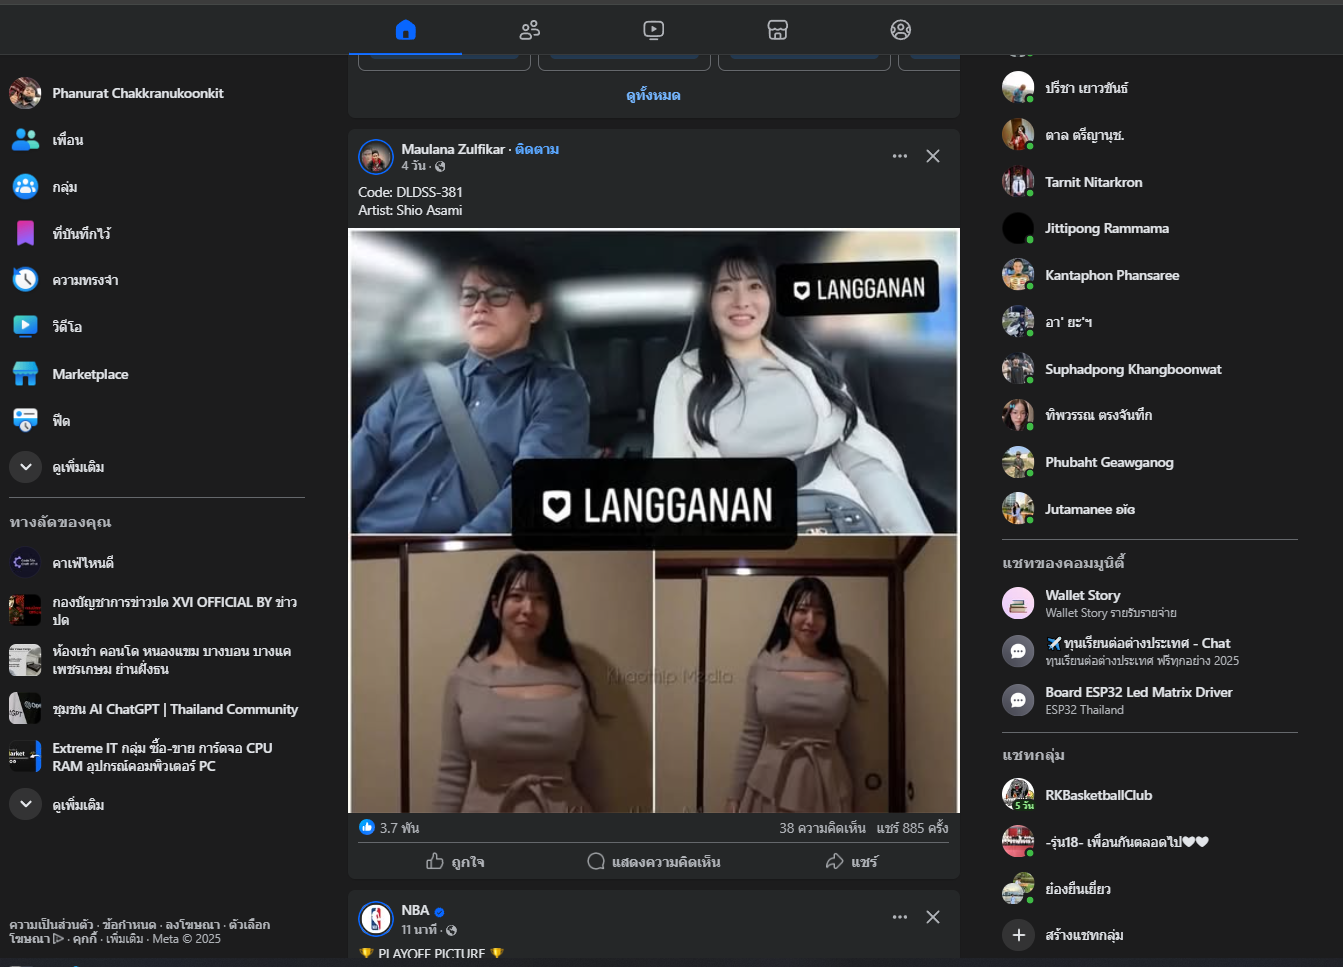 Phanurat Chakkranukoonkit
เพื่อน
กลุ่ม
ที่บันทึกไว้
ความทรงจำ
วิดีโอ
Marketplace
ฟีด
ดูเพิ่มเติม
ทางลัดของคุณ
คาเฟ่ไหนดี
กองบัญชาการข่าวปด XVI OFFICIAL BY ข่าว
ปด
ห้องเช่า คอนโด หนองแขม บางบอน บางแค
เพชรเกษม ย่านฝั่งธน
ชุมชน AI ChatGPT | Thailand Community
Extreme IT กลุ่ม ซื้อ-ขาย การ์ดจอ CPU
RAM อุปกรณ์คอมพิวเตอร์ PC
ดูเพิ่มเติม
ความเป็นส่วนตัว · ข้อกำหนด · ลงโฆษณา · ตัวเลือก
โฆษณา · คุกกี้ · เพิ่มเติม · Meta © 2025
ดูทั้งหมด
Maulana Zulfikar · ติดตาม
4 วัน ·
Code: DLDSS-381
Artist: Shio Asami
LANGGANAN
LANGGANAN
Khaothip Media
3.7 พัน
38 ความคิดเห็น แชร์ 885 ครั้ง
ถูกใจ
แสดงความคิดเห็น
แชร์
NBA
11 นาที ·
🏆 PLAYOFF PICTURE 🏆
ปรีชา เยาวขันธ์
ตาล ตรีญานุช.
Tarnit Nitarkron
Jittipong Rammama
Kantaphon Phansaree
อา' ยะ'ฯ
Suphadpong Khangboonwat
ทิพวรรณ ตรงจันทึก
Phubaht Geawganog
Jutamanee อไอ
แชทของคอมมูนิตี้
Wallet Story
Wallet Story รายรับรายจ่าย
✈️ ทุนเรียนต่อต่างประเทศ - Chat
ทุนเรียนต่อต่างประเทศ ฟรีทุกอย่าง 2025
Board ESP32 Led Matrix Driver
ESP32 Thailand
แชทกลุ่ม
5 วัน
RKBasketballClub
-รุ่น18- เพื่อนกันตลอดไป🤍🤍
ย๋องยืนเยี่ยว
สร้างแชทกลุ่ม